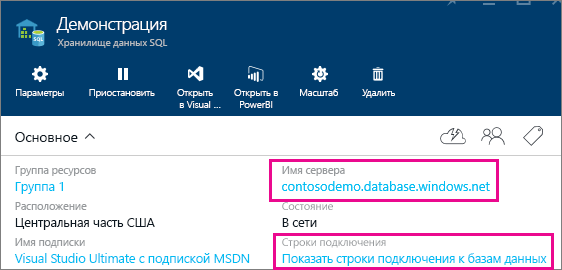 Демонстрация
Хранилище данных SQL
SQL
Параметры
Приостановить
Открыть
в Visual ...
Открыть в
PowerBI
Масштаб
Удалить
Основное
Группа ресурсов
Группа 1
Имя сервера
contosodemo.database.windows.net
Расположение
Центральная часть США
Состояние
В сети
Имя подписки
Visual Studio Ultimate с подпиской MSDN
Строки подключения
Показать строки подключения к базам данных